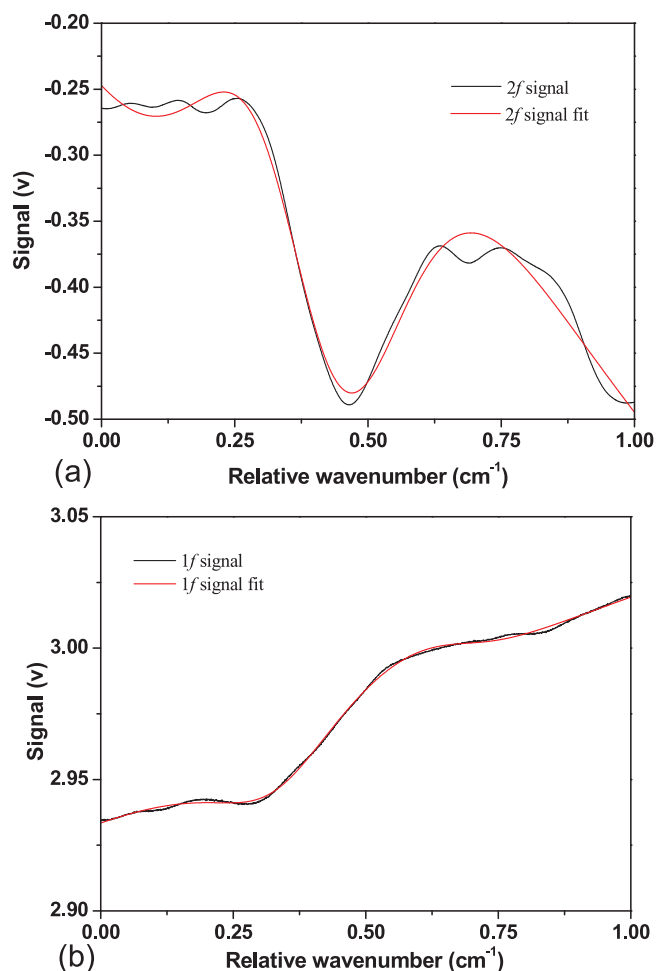 -0.20
-0.25
-0.30
-0.35
-0.40
-0.45
-0.50
Signal (v)
2f signal
2f signal fit
0.00 0.25 0.50 0.75 1.00
(a) Relative wavenumber (cm⁻¹)
3.05
3.00
2.95
2.90
Signal (v)
1f signal
1f signal fit
0.00 0.25 0.50 0.75 1.00
(b) Relative wavenumber (cm⁻¹)